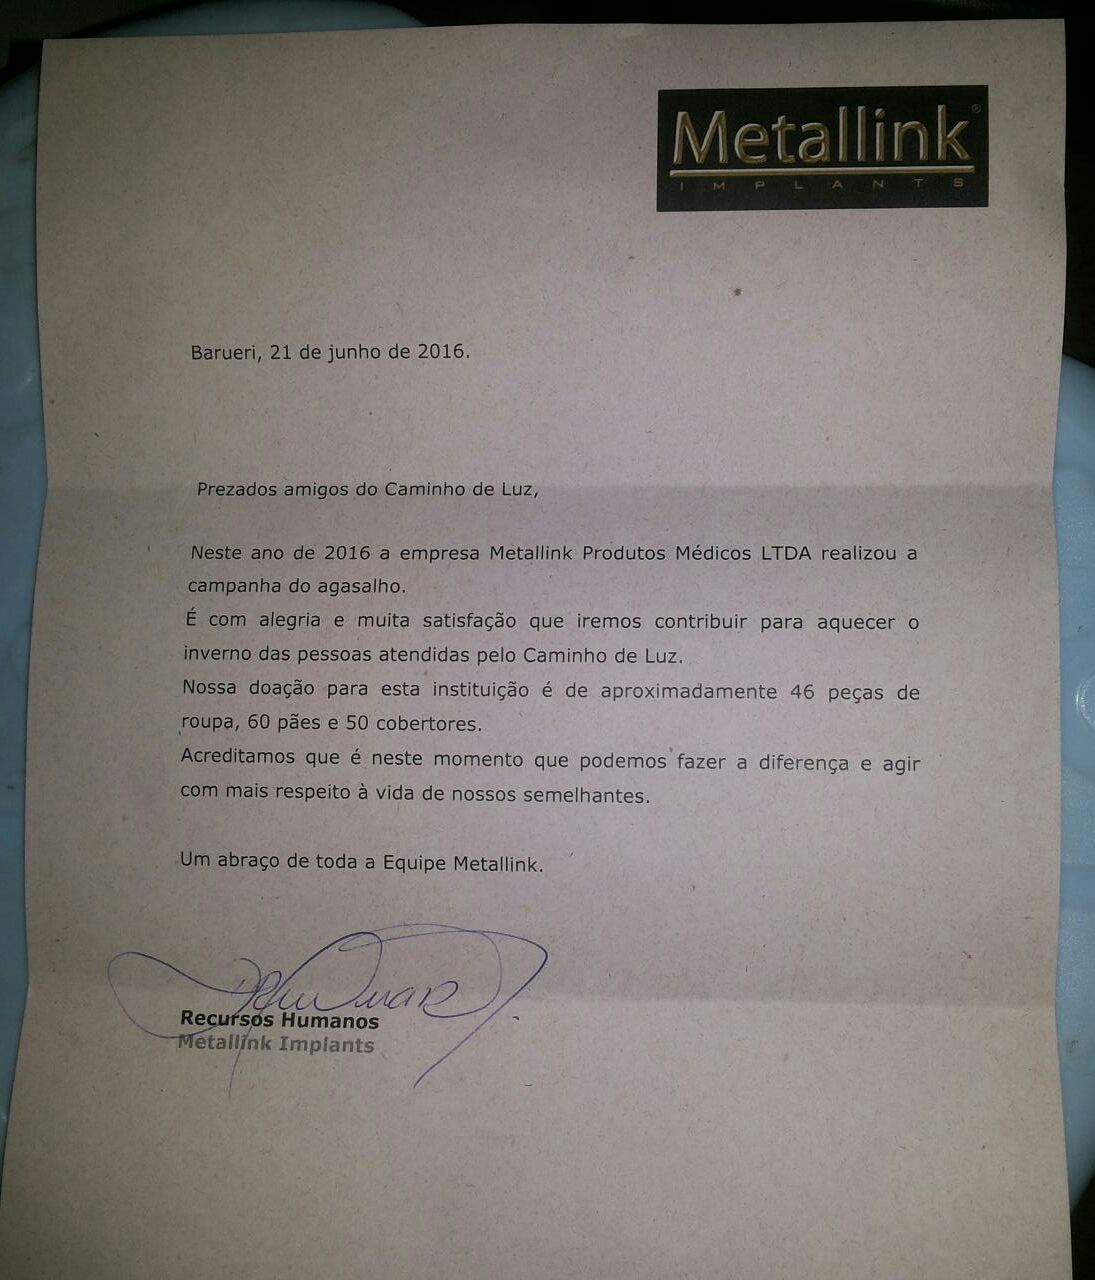 Metallink®
IMPLANTS
Barueri, 21 de junho de 2016.
Prezados amigos do Caminho de Luz,
Neste ano de 2016 a empresa Metallink Produtos Médicos LTDA realizou a
campanha do agasalho.
É com alegria e muita satisfação que iremos contribuir para aquecer o
inverno das pessoas atendidas pelo Caminho de Luz.
Nossa doação para esta instituição é de aproximadamente 46 peças de
roupa, 60 pães e 50 cobertores.
Acreditamos que é neste momento que podemos fazer a diferença e agir
com mais respeito à vida de nossos semelhantes.
Um abraço de toda a Equipe Metallink.
Recursos Humanos
Metallink Implants